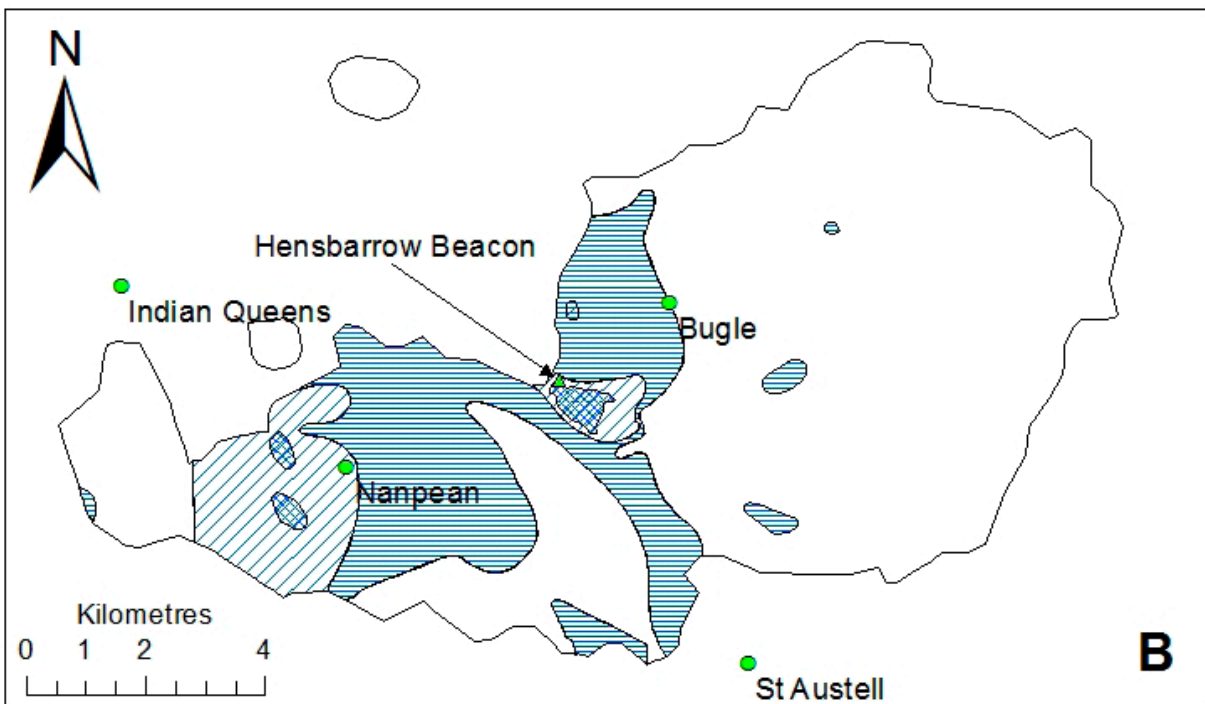 N
Hensbarrow Beacon
Indian Queens
Bugle
Nanpean
Kilometres
0 1 2 4
B
St Austell